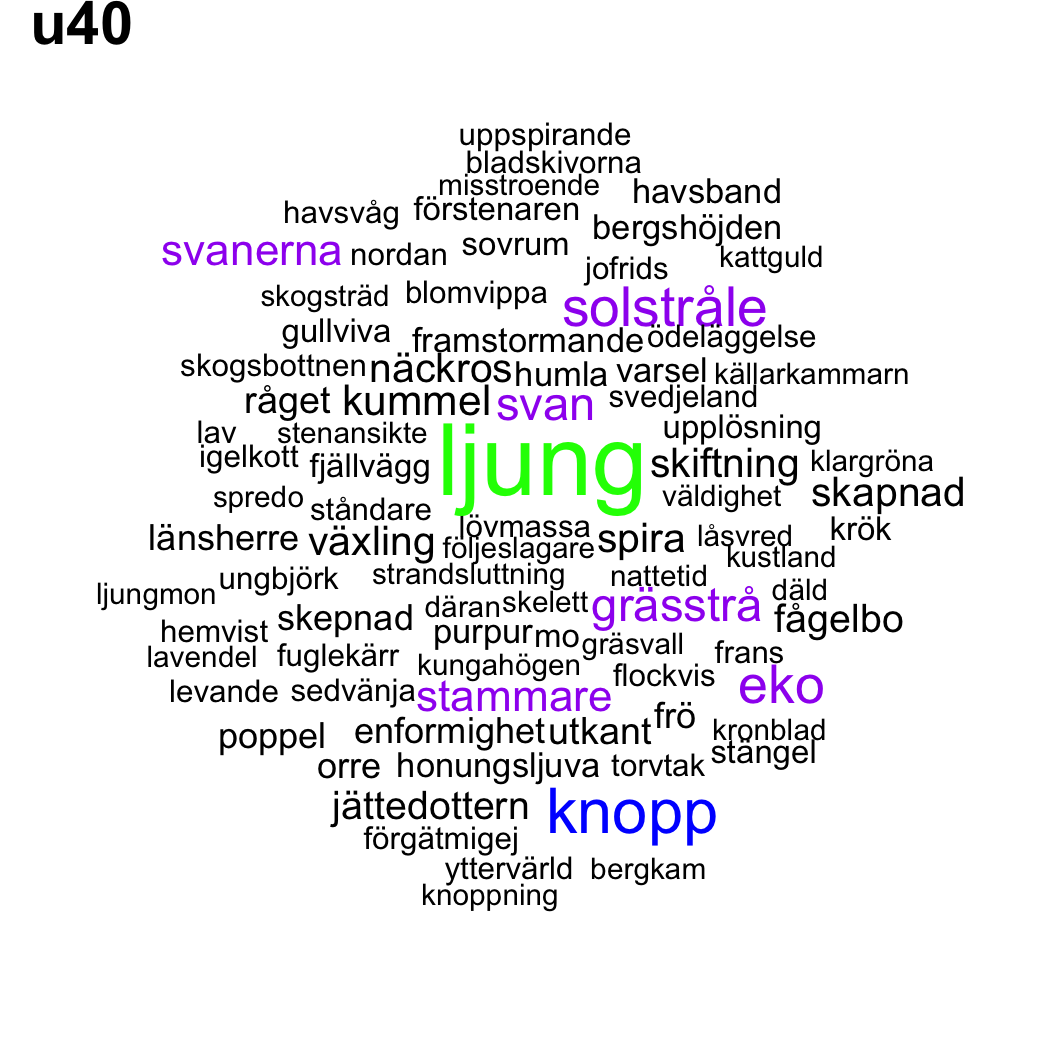 u40
uppspirande
bladskivorna
misstroende havsband
havsvåg förstenaren
bergshöjden
svanerna nordan sovrum
jofrids kattguld
skogsträd blomvippa solstråle
gullviva framstormande ödeläggelse
skogsbottnen näckros humla varsel källarkammarn
råget kummel svan svedjeland
lav stenansikte ljung upplösning
igelkott fjällvägg skiftning klargröna
spredo ståndare väldighet skapnad
länsherre växling lövmassa spira låsvred krök
följeslagare kustland
ljungmon ungbjörk strandsluttning nattetid däld
skepnad däran skelett grässtrå fågelbo
hemvist purpur mo gräsvall
lavendel fuglekärr kungahögen frans
levande sedvänja stammare flockvis eko
poppel enformighet utkant frö kronblad
stängel
orre honungsljuva torvtak
jättedottern knopp
förgätmigej
yttervärld bergkam
knoppning